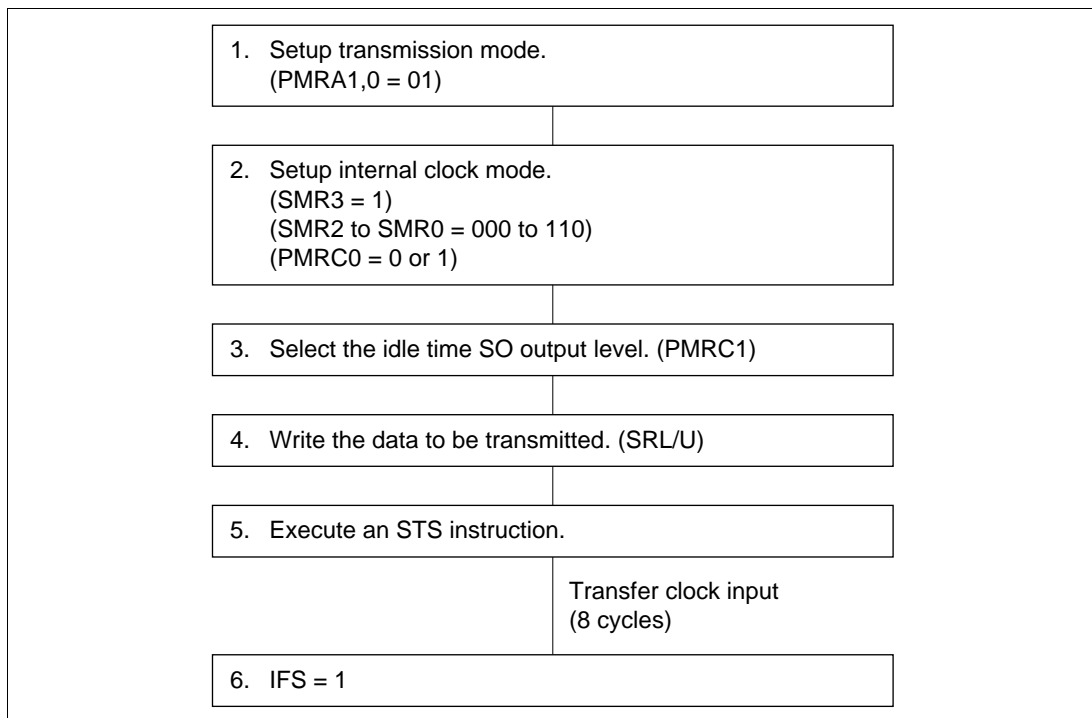 1. Setup transmission mode.
(PMRA1,0 = 01)
2. Setup internal clock mode.
(SMR3 = 1)
(SMR2 to SMR0 = 000 to 110)
(PMRC0 = 0 or 1)
3. Select the idle time SO output level. (PMRC1)
4. Write the data to be transmitted. (SRL/U)
5. Execute an STS instruction.
Transfer clock input
(8 cycles)
6. IFS = 1